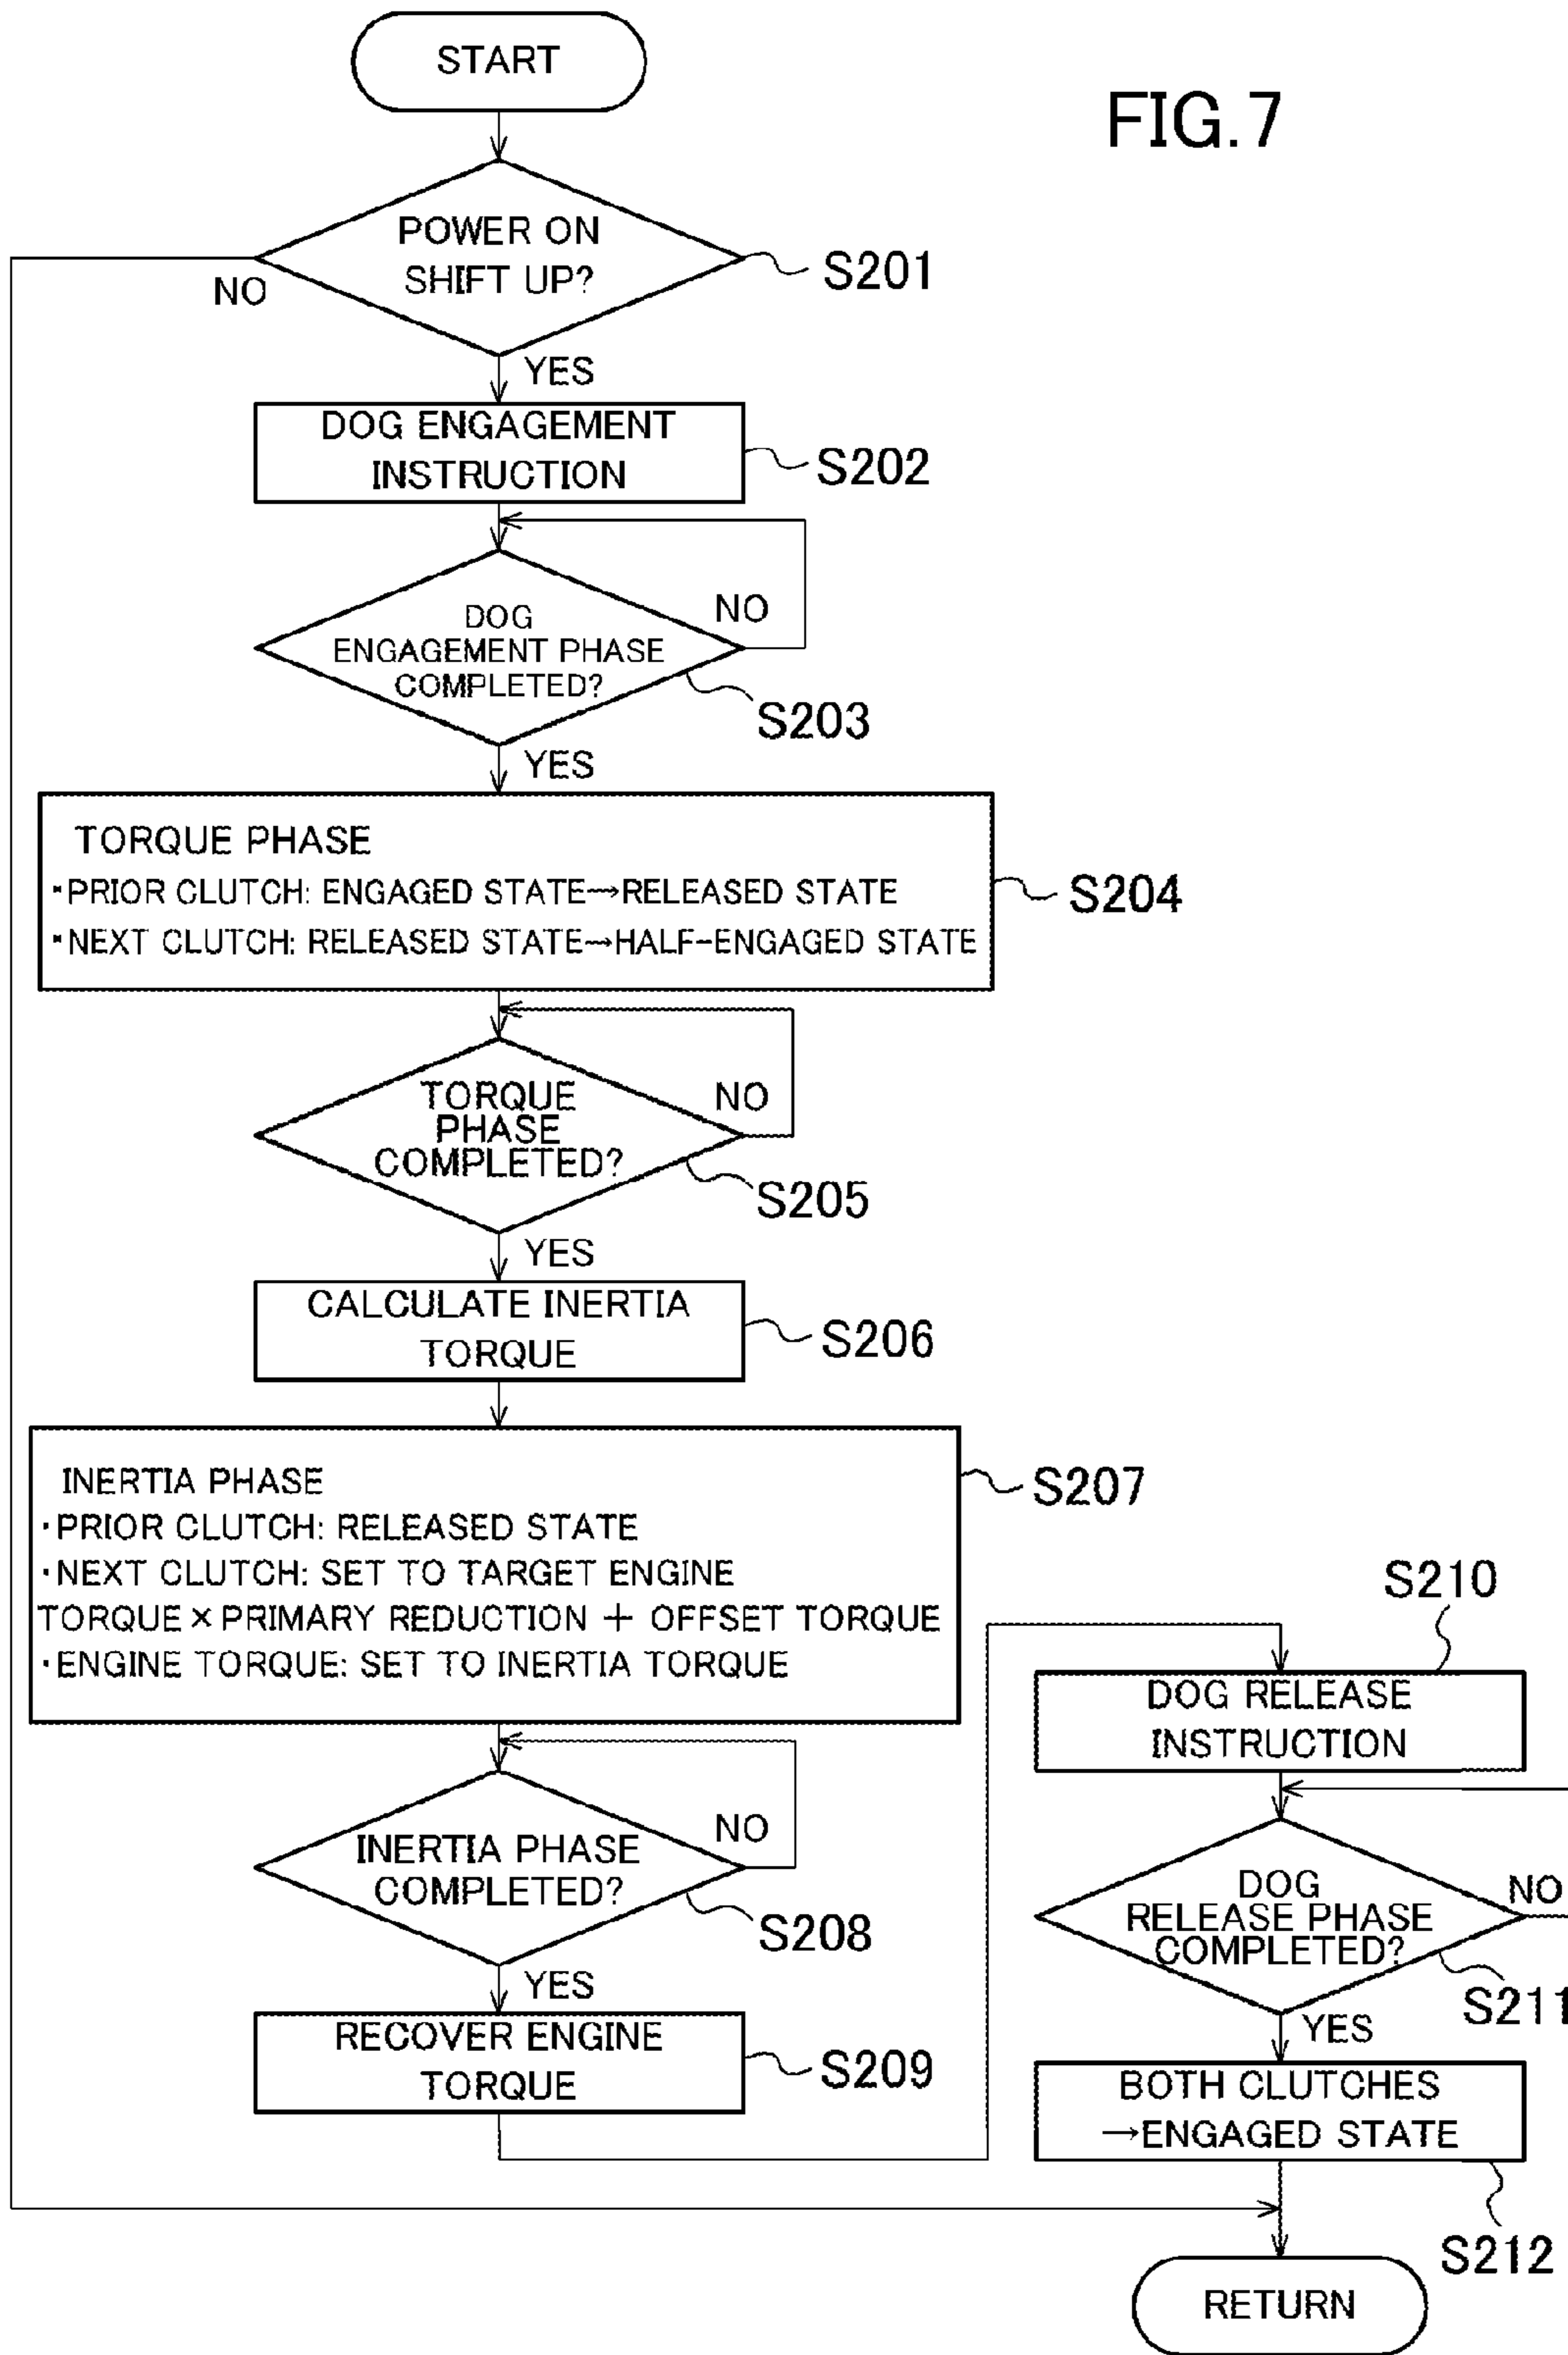 FIG.7
START
POWER ON
SHIFT UP?
S201
NO
YES
DOG ENGAGEMENT
INSTRUCTION
S202
DOG
ENGAGEMENT PHASE
COMPLETED?
NO
S203
YES
TORQUE PHASE
・PRIOR CLUTCH: ENGAGED STATE→RELEASED STATE
・NEXT CLUTCH: RELEASED STATE→HALF-ENGAGED STATE
S204
TORQUE
PHASE
COMPLETED?
NO
S205
YES
CALCULATE INERTIA
TORQUE
S206
INERTIA PHASE
・PRIOR CLUTCH: RELEASED STATE
・NEXT CLUTCH: SET TO TARGET ENGINE
TORQUE × PRIMARY REDUCTION + OFFSET TORQUE
・ENGINE TORQUE: SET TO INERTIA TORQUE
S207
INERTIA PHASE
COMPLETED?
NO
S208
YES
RECOVER ENGINE
TORQUE
S209
S210
DOG RELEASE
INSTRUCTION
DOG
RELEASE PHASE
COMPLETED?
NO
S211
YES
BOTH CLUTCHES
→ENGAGED STATE
S212
RETURN